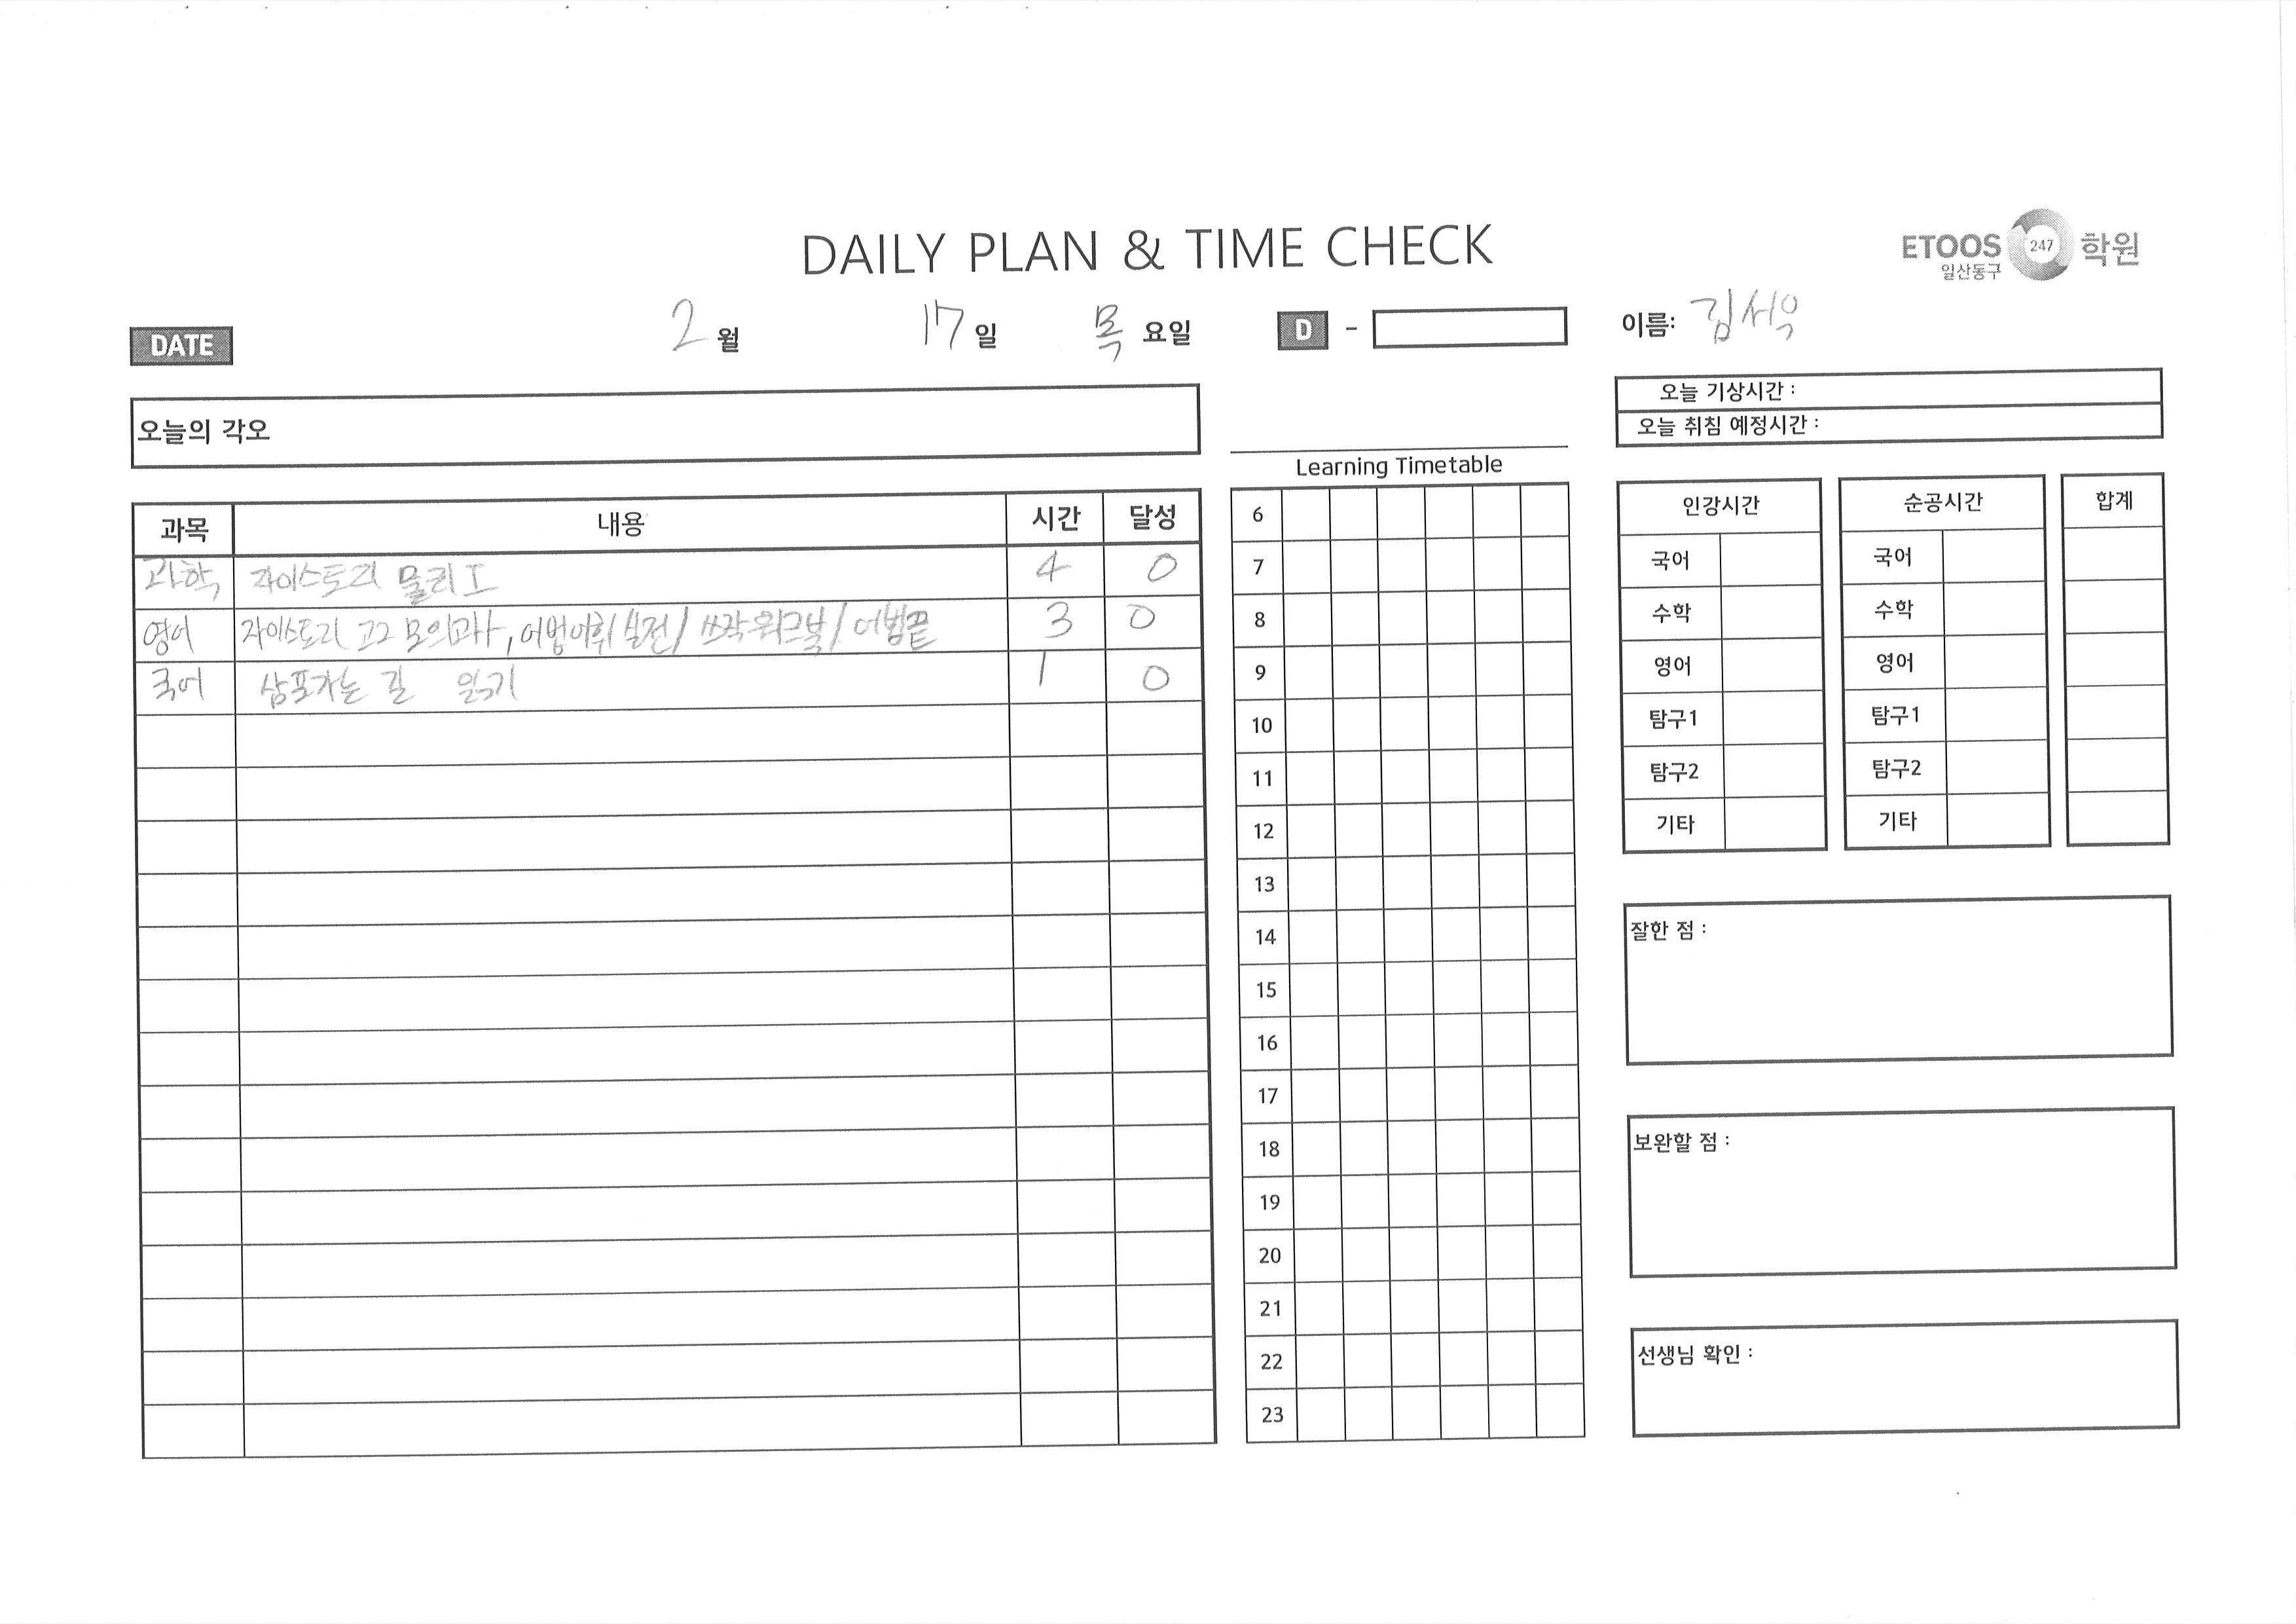 DAILY PLAN & TIME CHECK
ETOOS 247 학원
일산동구
DATE 2월 17일 목요일 D - 이름: 김서윤
오늘의 각오
오늘 기상시간 :
오늘 취침 예정시간 :
과목 내용 시간 달성
과학 자이스토리 물리 I 4 0
영어 자이스토리 고2 모의고사, 어법어휘 실전/ 쓰작 워크북/ 어법끝 3 0
국어 삼포가는 길 읽기 1 0
Learning Timetable
6
7
8
9
10
11
12
13
14
15
16
17
18
19
20
21
22
23
인강시간 순공시간 합계
국어 국어
수학 수학
영어 영어
탐구1 탐구1
탐구2 탐구2
기타 기타
잘한 점 :
보완할 점 :
선생님 확인 :